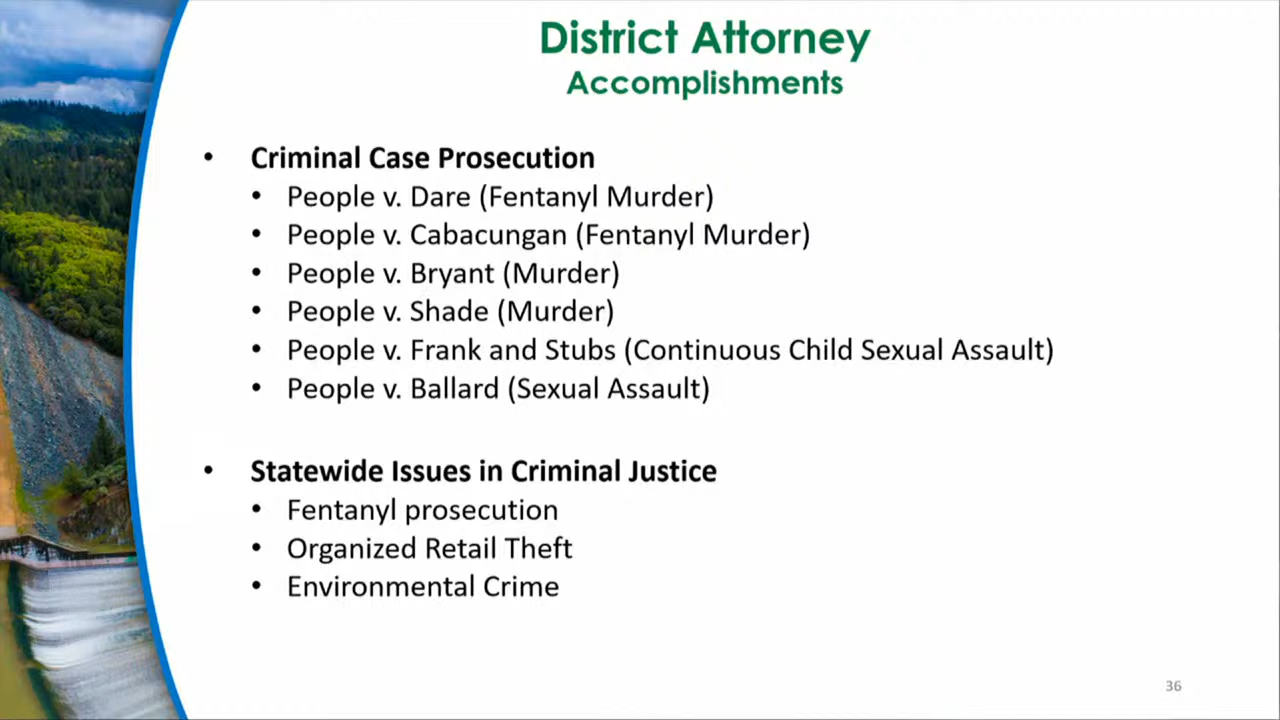 District Attorney
Accomplishments
• Criminal Case Prosecution
• People v. Dare (Fentanyl Murder)
• People v. Cabacungan (Fentanyl Murder)
• People v. Bryant (Murder)
• People v. Shade (Murder)
• People v. Frank and Stubs (Continuous Child Sexual Assault)
• People v. Ballard (Sexual Assault)
• Statewide Issues in Criminal Justice
• Fentanyl prosecution
• Organized Retail Theft
• Environmental Crime
36